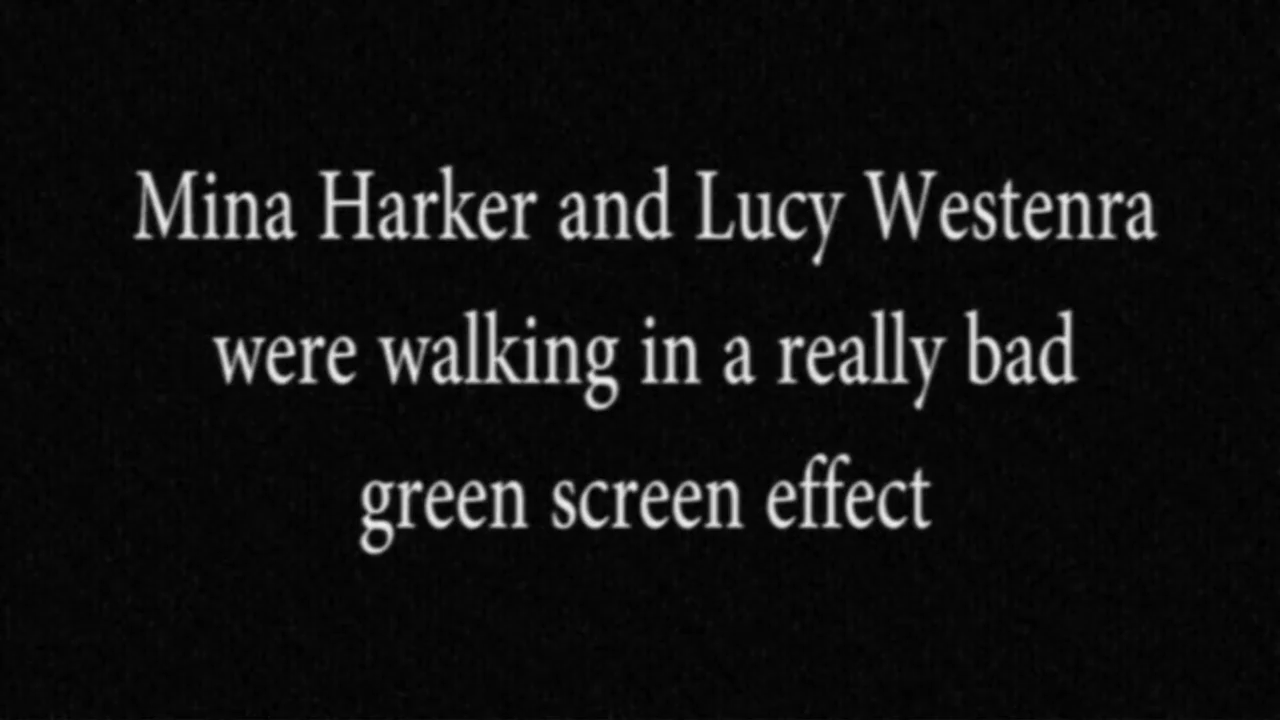 Mina Harker and Lucy Westenra
were walking in a really bad
green screen effect